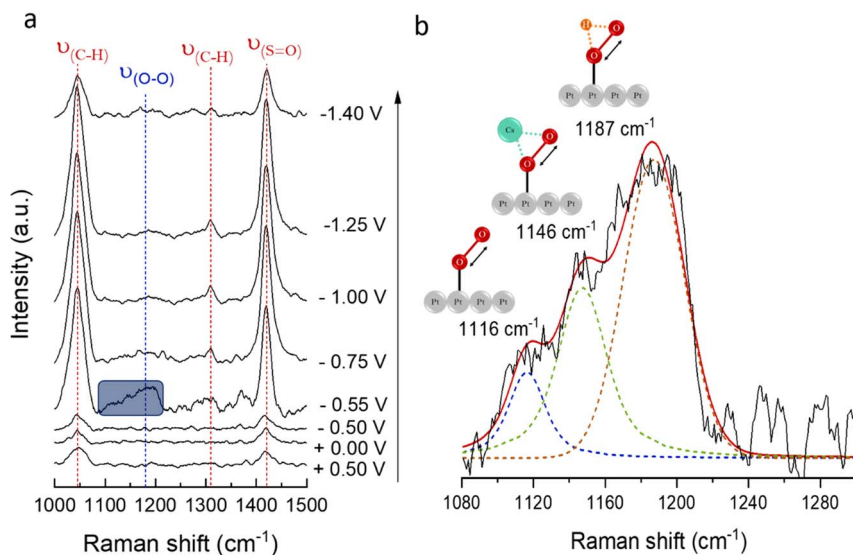 a
υ(C-H)
υ(O-O)
υ(C-H)
υ(S=O)
-1.40 V
-1.25 V
- 1.00 V
- 0.75 V
- 0.55 V
- 0.50 V
+ 0.00 V
+ 0.50 V
1000 1100 1200 1300 1400 1500
Raman shift (cm-1)
Intensity (a.u.)
b
H O
O
Pt Pt Pt Pt
1187 cm-1
Cs O
O
Pt Pt Pt Pt
1146 cm-1
O
O
Pt Pt Pt Pt
1116 cm-1
1080 1120 1160 1200 1240 1280
Raman shift (cm-1)